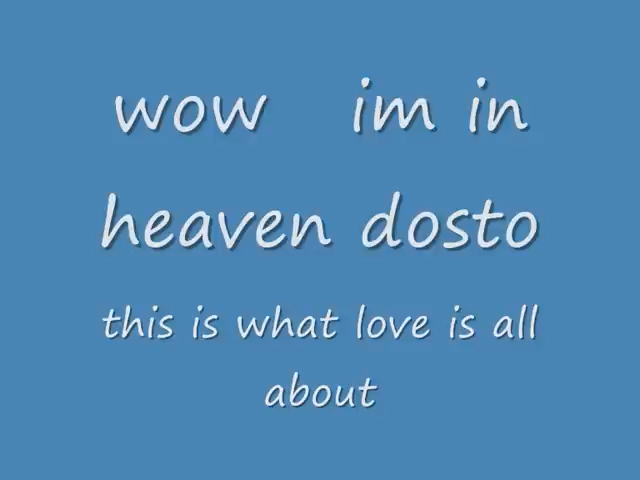 wow im in
heaven dosto
this is what love is all
about